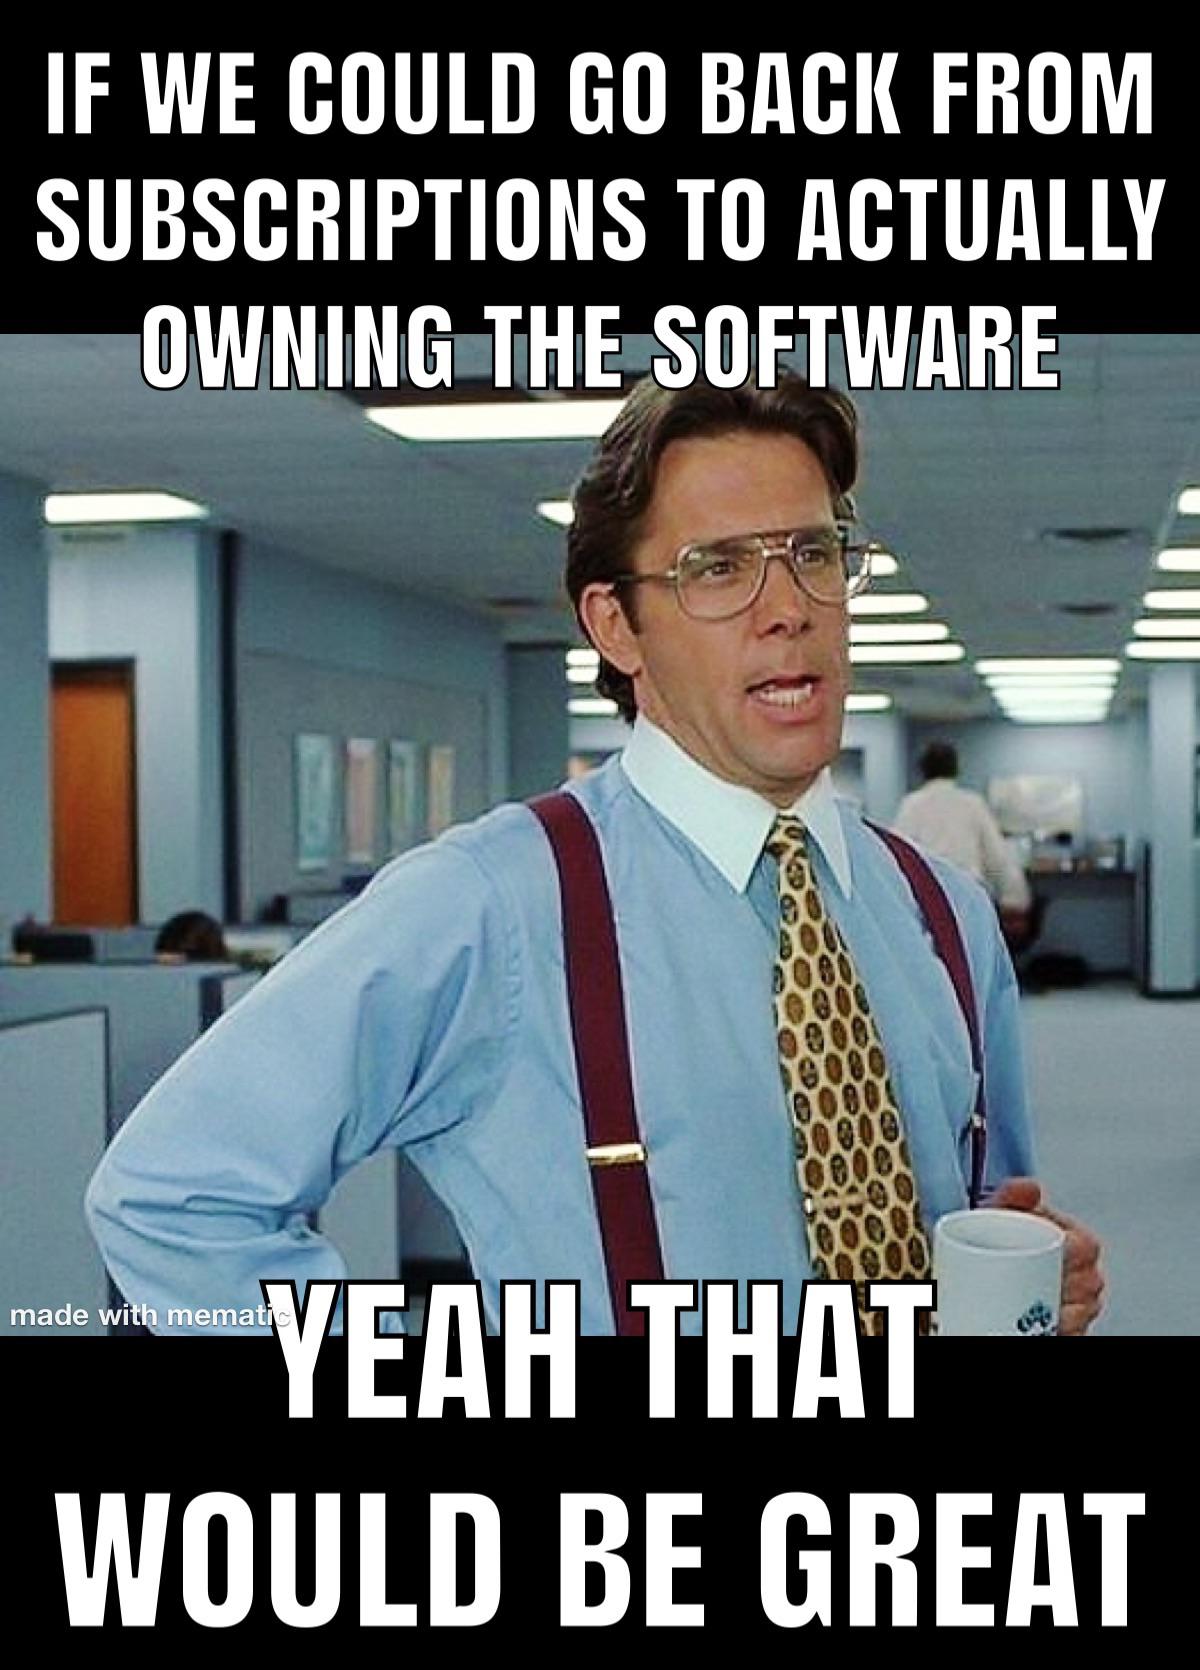 IF WE COULD GO BACK FROM
SUBSCRIPTIONS TO ACTUALLY
OWNING THE SOFTWARE
made with mematic
YEAH THAT
WOULD BE GREAT